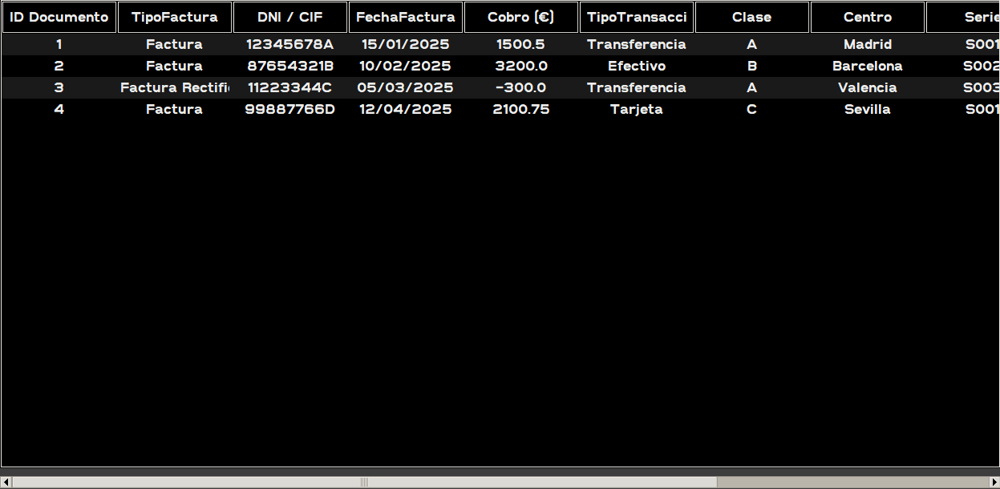 ID Documento TipoFactura DNI / CIF FechaFactura Cobro (€) TipoTransacci Clase Centro Serie
1 Factura 12345678A 15/01/2025 1500.5 Transferencia A Madrid S001
2 Factura 87654321B 10/02/2025 3200.0 Efectivo B Barcelona S002
3 Factura Rectifi 11223344C 05/03/2025 -300.0 Transferencia A Valencia S003
4 Factura 99887766D 12/04/2025 2100.75 Tarjeta C Sevilla S001